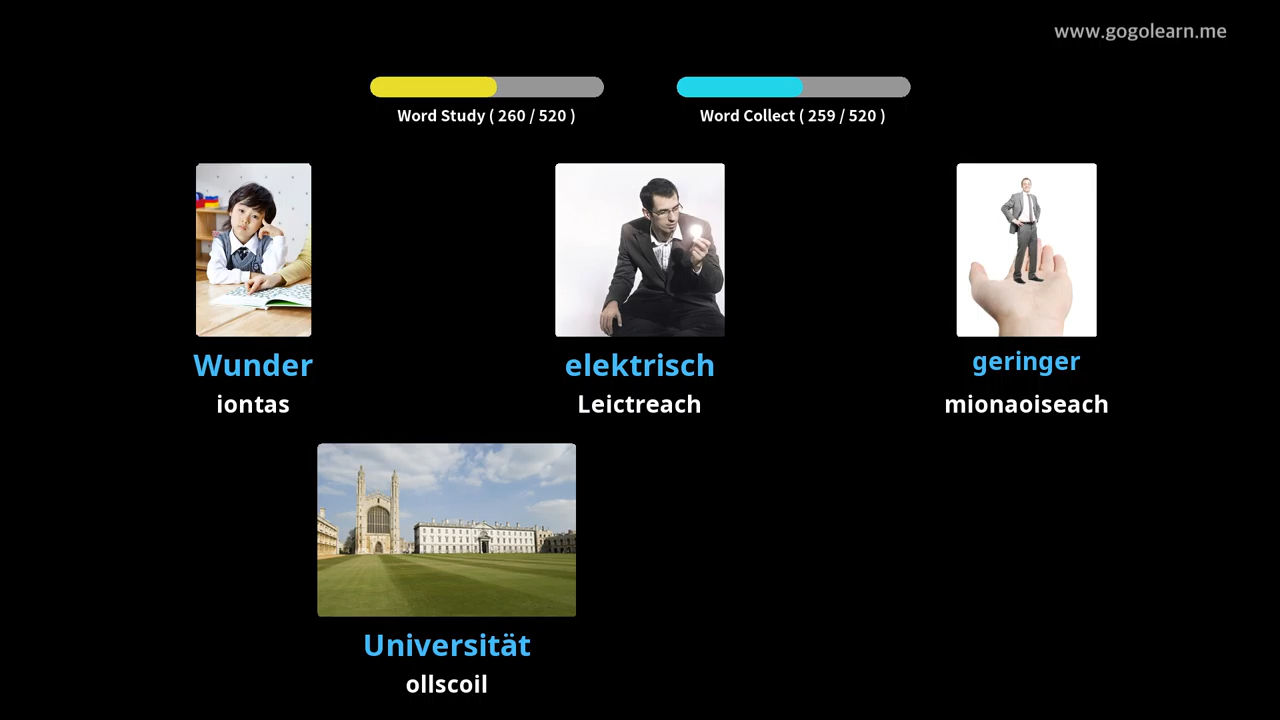 www.gogolearn.me
Word Study ( 260 / 520 )
Word Collect ( 259 / 520 )
Wunder
iontas
elektrisch
Leictreach
geringer
mionaoiseach
Universität
ollscoil